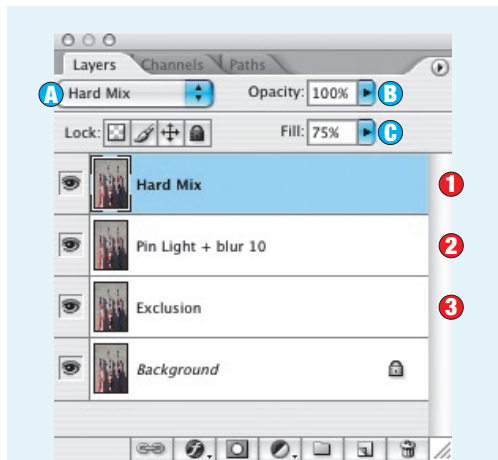 Layers Channels Paths
A Hard Mix Opacity: 100% B
Lock: Fill: 75% C
Hard Mix 1
Pin Light + blur 10 2
Exclusion 3
Background